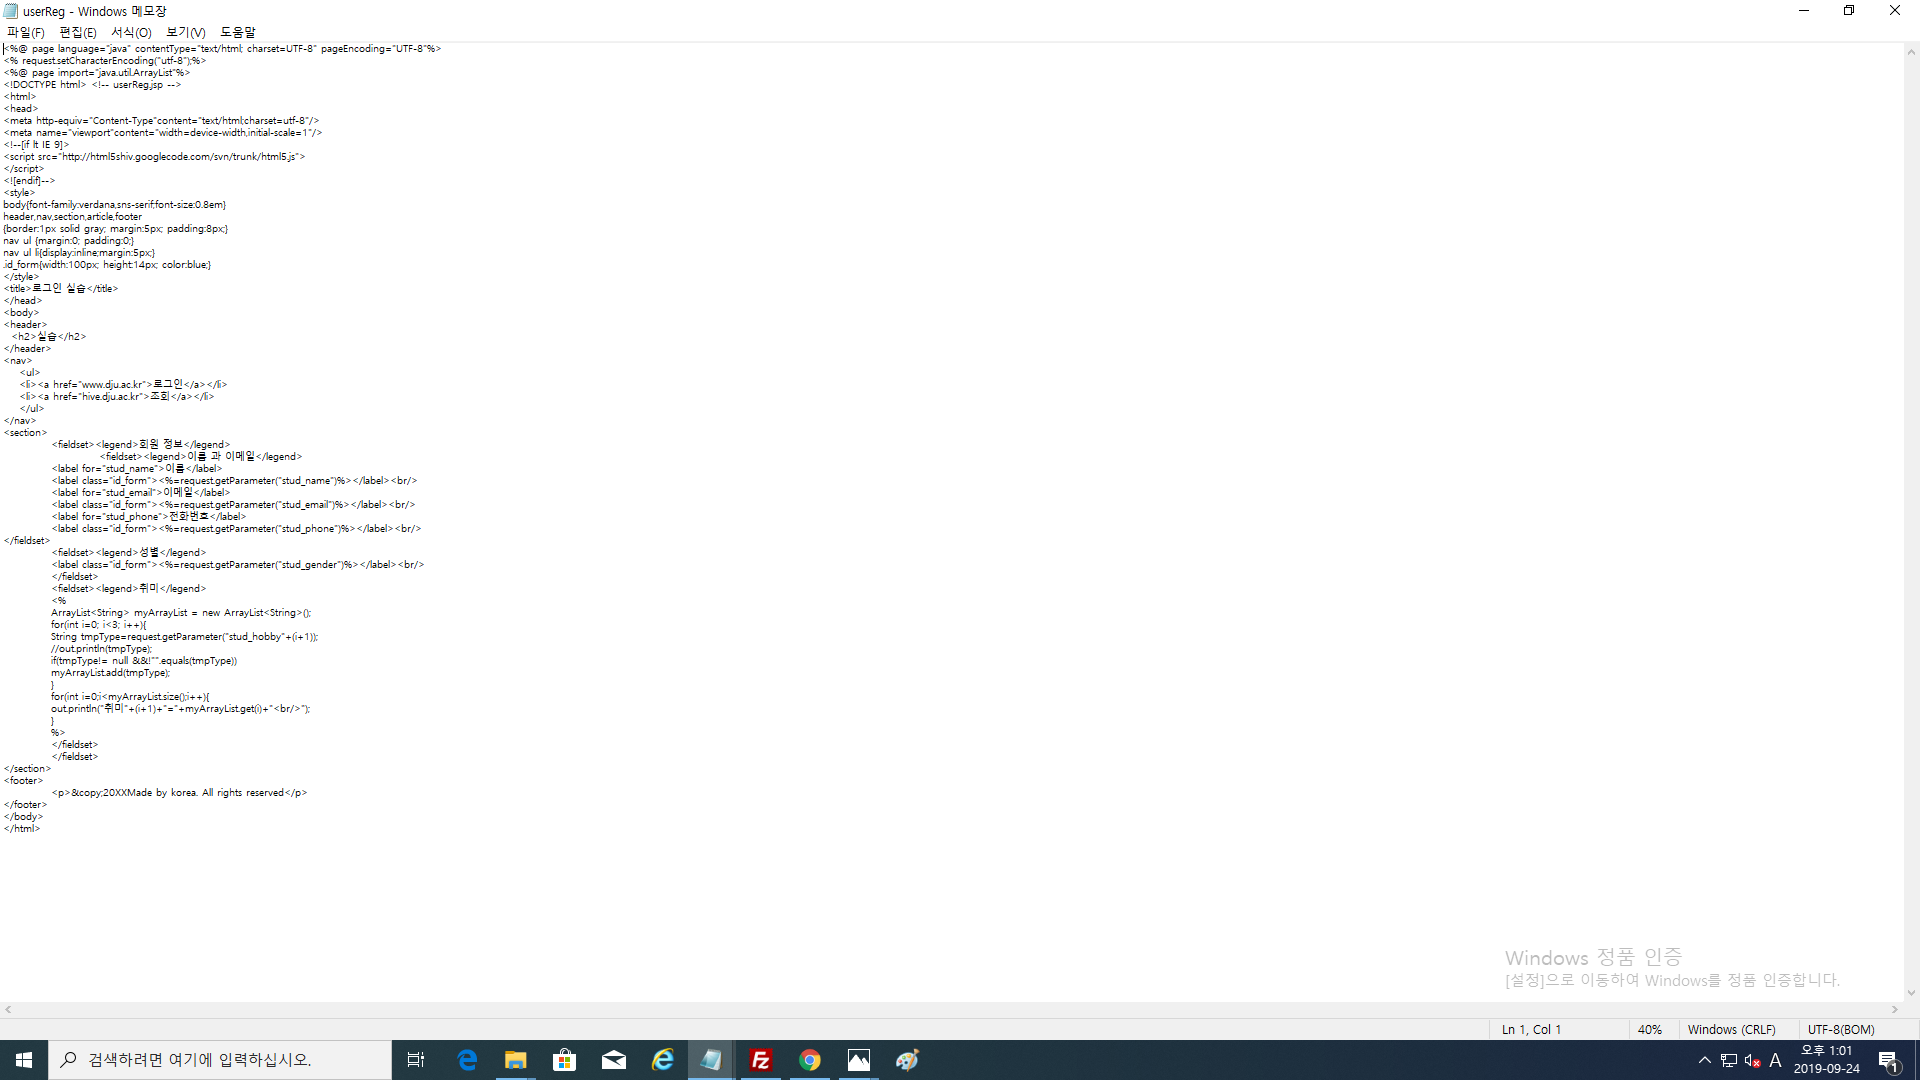 userReg - Windows 메모장
파일(F) 편집(E) 서식(O) 보기(V) 도움말
<%@ page language="java" contentType="text/html; charset=UTF-8" pageEncoding="UTF-8"%>
<% request.setCharacterEncoding("utf-8");%>
<%@ page import="java.util.ArrayList"%>
<!DOCTYPE html> <!-- userReg.jsp -->
<html>
<head>
<meta http-equiv="Content-Type"content="text/html;charset=utf-8"/>
<meta name="viewport"content="width=device-width,initial-scale=1"/>
<!--[if lt IE 9]>
<script src="http://html5shiv.googlecode.com/svn/trunk/html5.js">
</script>
<![endif]-->
<style>
body{font-family:verdana,sns-serif;font-size:0.8em}
header,nav,section,article,footer
{border:1px solid gray; margin:5px; padding:8px;}
nav ul {margin:0; padding:0;}
nav ul li{display:inline;margin:5px;}
.id_form{width:100px; height:14px; color:blue;}
</style>
<title>로그인 실습</title>
</head>
<body>
<header>
<h2>실습</h2>
</header>
<nav>
<ul>
<li><a href="www.dju.ac.kr">로그인</a></li>
<li><a href="hive.dju.ac.kr">조회</a></li>
</ul>
</nav>
<section>
<fieldset><legend>회원 정보</legend>
<fieldset><legend>이름 과 이메일</legend>
<label for="stud_name">이름</label>
<label class="id_form"><%=request.getParameter("stud_name")%></label><br/>
<label for="stud_email">이메일</label>
<label class="id_form"><%=request.getParameter("stud_email")%></label><br/>
<label for="stud_phone">전화번호</label>
<label class="id_form"><%=request.getParameter("stud_phone")%></label><br/>
</fieldset>
<fieldset><legend>성별</legend>
<label class="id_form"><%=request.getParameter("stud_gender")%></label><br/>
</fieldset>
<fieldset><legend>취미</legend>
<%
ArrayList<String> myArrayList = new ArrayList<String>();
for(int i=0; i<3; i++){
String tmpType=request.getParameter("stud_hobby"+(i+1));
//out.println(tmpType);
if(tmpType!= null &&!"".equals(tmpType))
myArrayList.add(tmpType);
}
for(int i=0;i<myArrayList.size();i++){
out.println("취미"+(i+1)+"="+myArrayList.get(i)+"<br/>");
}
%>
</fieldset>
</fieldset>
</section>
<footer>
<p>&copy;20XXMade by korea. All rights reserved</p>
</footer>
</body>
</html>
Windows 정품 인증
[설정]으로 이동하여 Windows를 정품 인증합니다.
Ln 1, Col 1 40% Windows (CRLF) UTF-8(BOM)
검색하려면 여기에 입력하십시오.
Fz
A
오후 1:01
2019-09-24
1